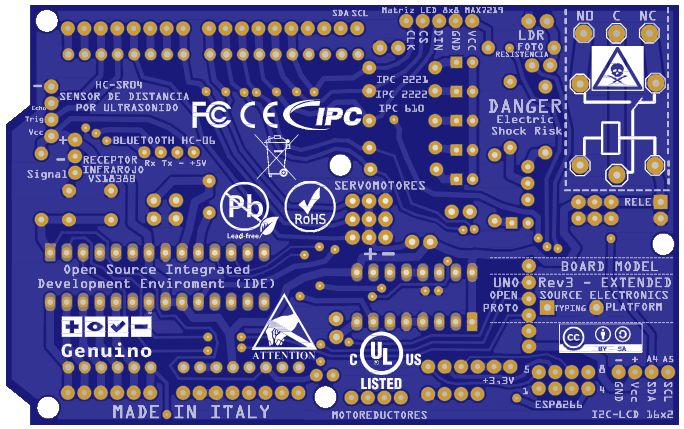 Matriz LED 8x8 MAX7219
SDA SCL
CLK
CS
DIN
GND
VCC
LDR
FOTO
RESISTENCIA
NO C NC
HC-SR04
SENSOR DE DISTANCIA
POR ULTRASONIDO
-
Echo
Trig
Vcc
+
-
Signal
BLUETOOTH HC-06
Rx Tx - +5V
RECEPTOR
INFRAROJO
VS1838B
FC CE IPC
IPC 2221
IPC 2222
IPC 610
DANGER
Electric
Shock Risk
Pb
Lead-free
RoHS
SERVOMOTORES
+-
RELE
Open Source Integrated
Development Enviroment (IDE)
BOARD MODEL
UNO Rev3 - EXTENDED
OPEN SOURCE ELECTRONICS
PROTO TYPING PLATFORM
Genuino
ATTENTION
C UL US
LISTED
cc
BY - SA
+3,3V
5 8
1 4
ESP8266
- + A4 A5
GND
VCC
SDA
SCL
I2C-LCD 16x2
MADE IN ITALY
MOTOREDUCTORES